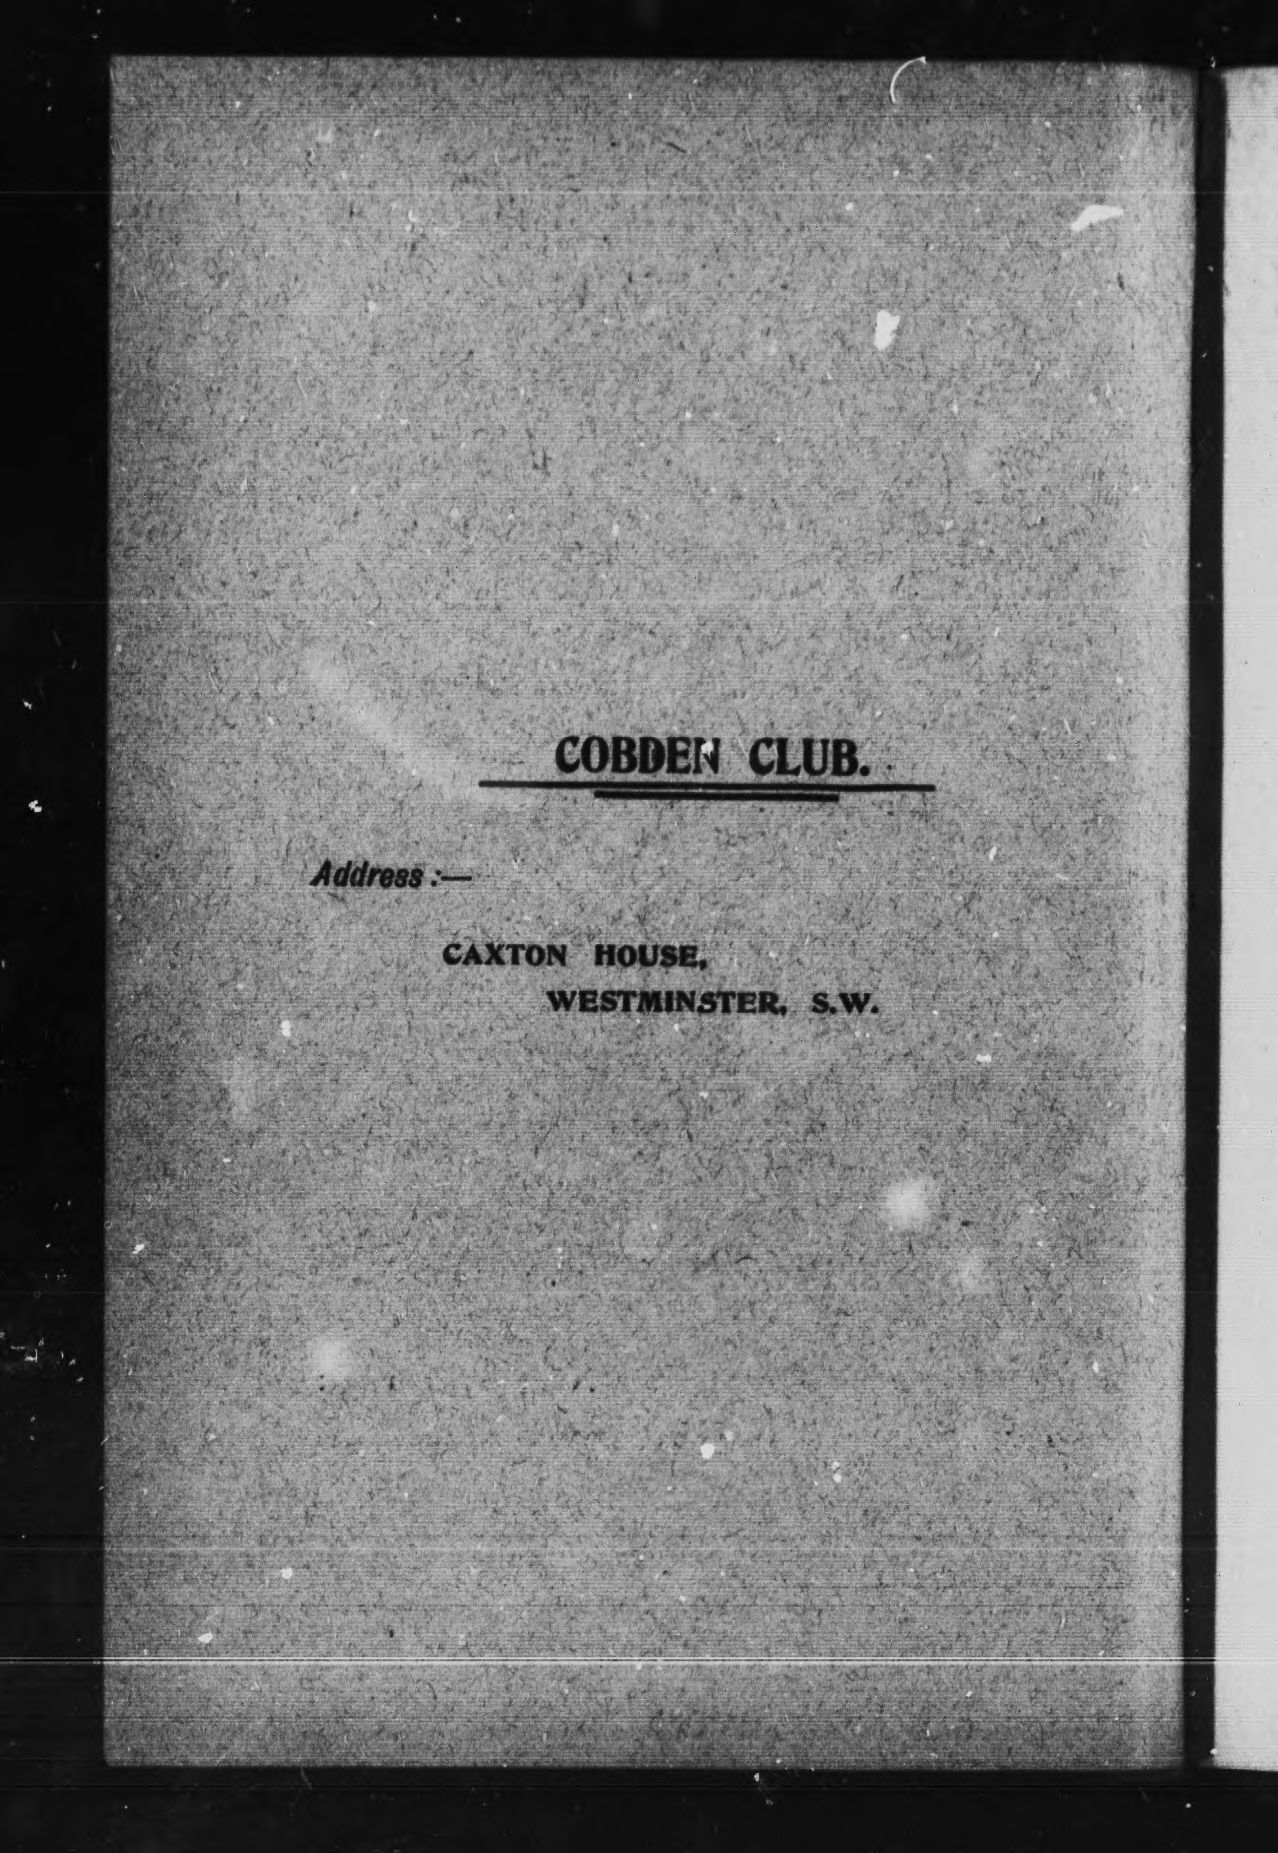 COBDEN CLUB.
Address :—
CAXTON HOUSE,
WESTMINSTER, S.W.